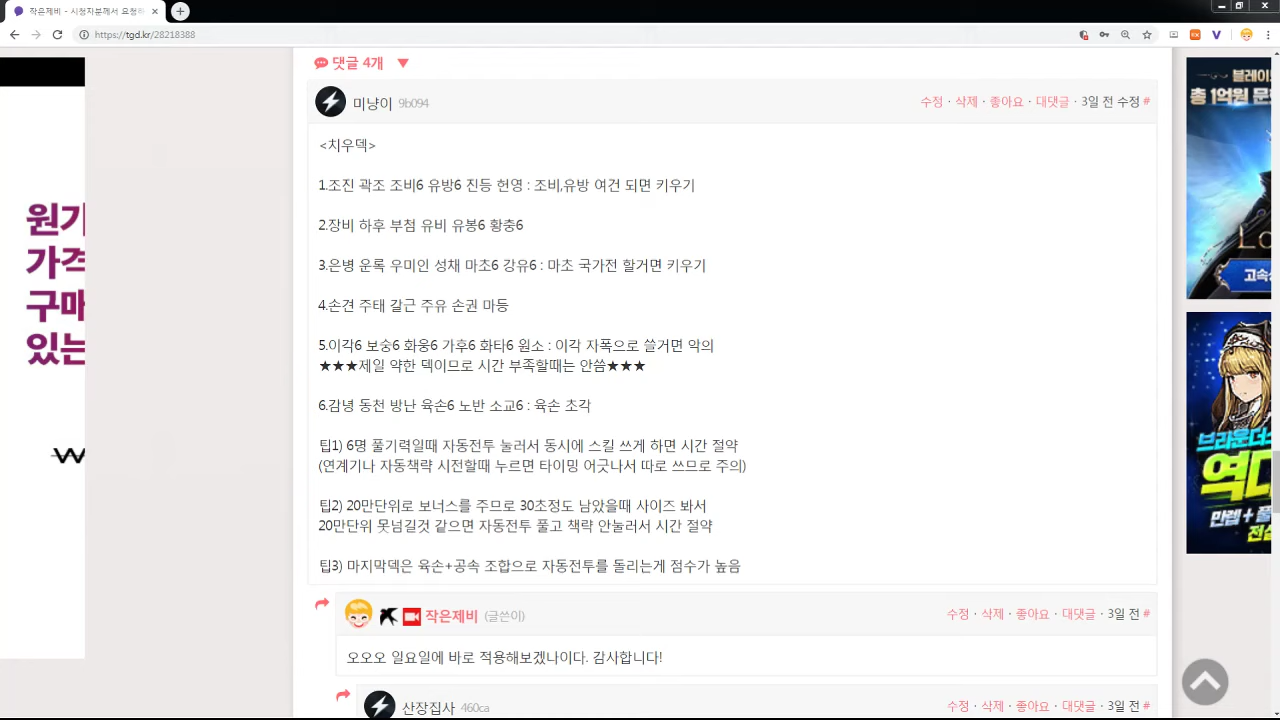 작은제비 - 시청자분께서 요청하
https://tgd.kr/28218388
댓글 4개 ▼
미냥이 9b094
수정 · 삭제 · 좋아요 · 대댓글 · 3일 전 수정 #
<치우덱>
1.조진 곽조 조비6 유방6 진등 헌영 : 조비,유방 여건 되면 키우기
2.장비 하후 부첨 유비 유봉6 황충6
3.은병 운록 우미인 성채 마초6 강유6 : 마초 국가전 할거면 키우기
4.손견 주태 갈근 주유 손권 마등
5.이각6 보숭6 화웅6 가후6 화타6 원소 : 이각 자폭으로 쓸거면 악의
★★★제일 약한 덱이므로 시간 부족할때는 안씀★★★
6.감녕 동천 방난 육손6 노반 소교6 : 육손 초각
팁1) 6명 풀기력일때 자동전투 눌러서 동시에 스킬 쓰게 하면 시간 절약
(연계기나 자동책략 시전할때 누르면 타이밍 어긋나서 따로 쓰므로 주의)
팁2) 20만단위로 보너스를 주므로 30초정도 남았을때 사이즈 봐서
20만단위 못넘길것 같으면 자동전투 풀고 책략 안눌러서 시간 절약
팁3) 마지막덱은 육손+공속 조합으로 자동전투를 돌리는게 점수가 높음
작은제비 (글쓴이)
수정 · 삭제 · 좋아요 · 대댓글 · 3일 전 #
오오오 일요일에 바로 적용해보겠나이다. 감사합니다!
산장집사 460ca
수정 · 삭제 · 좋아요 · 대댓글 · 3일 전 #
원가
가격
구매
있는
W
블레이드
총 1억원 문
LO
고속
브라운더스
역대
만렙 + 풀
전설